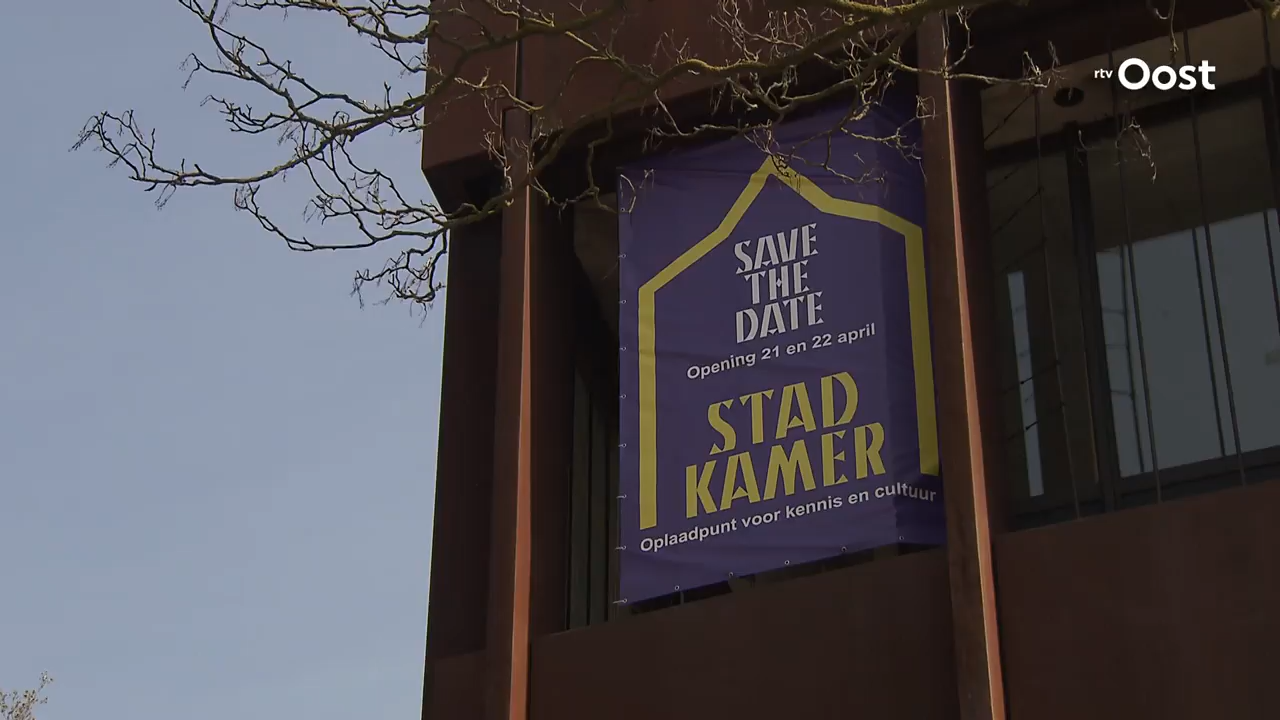 rtv Oost
SAVE
THE
DATE
Opening 21 en 22 april
STAD
KAMER
Oplaadpunt voor kennis en cultuur